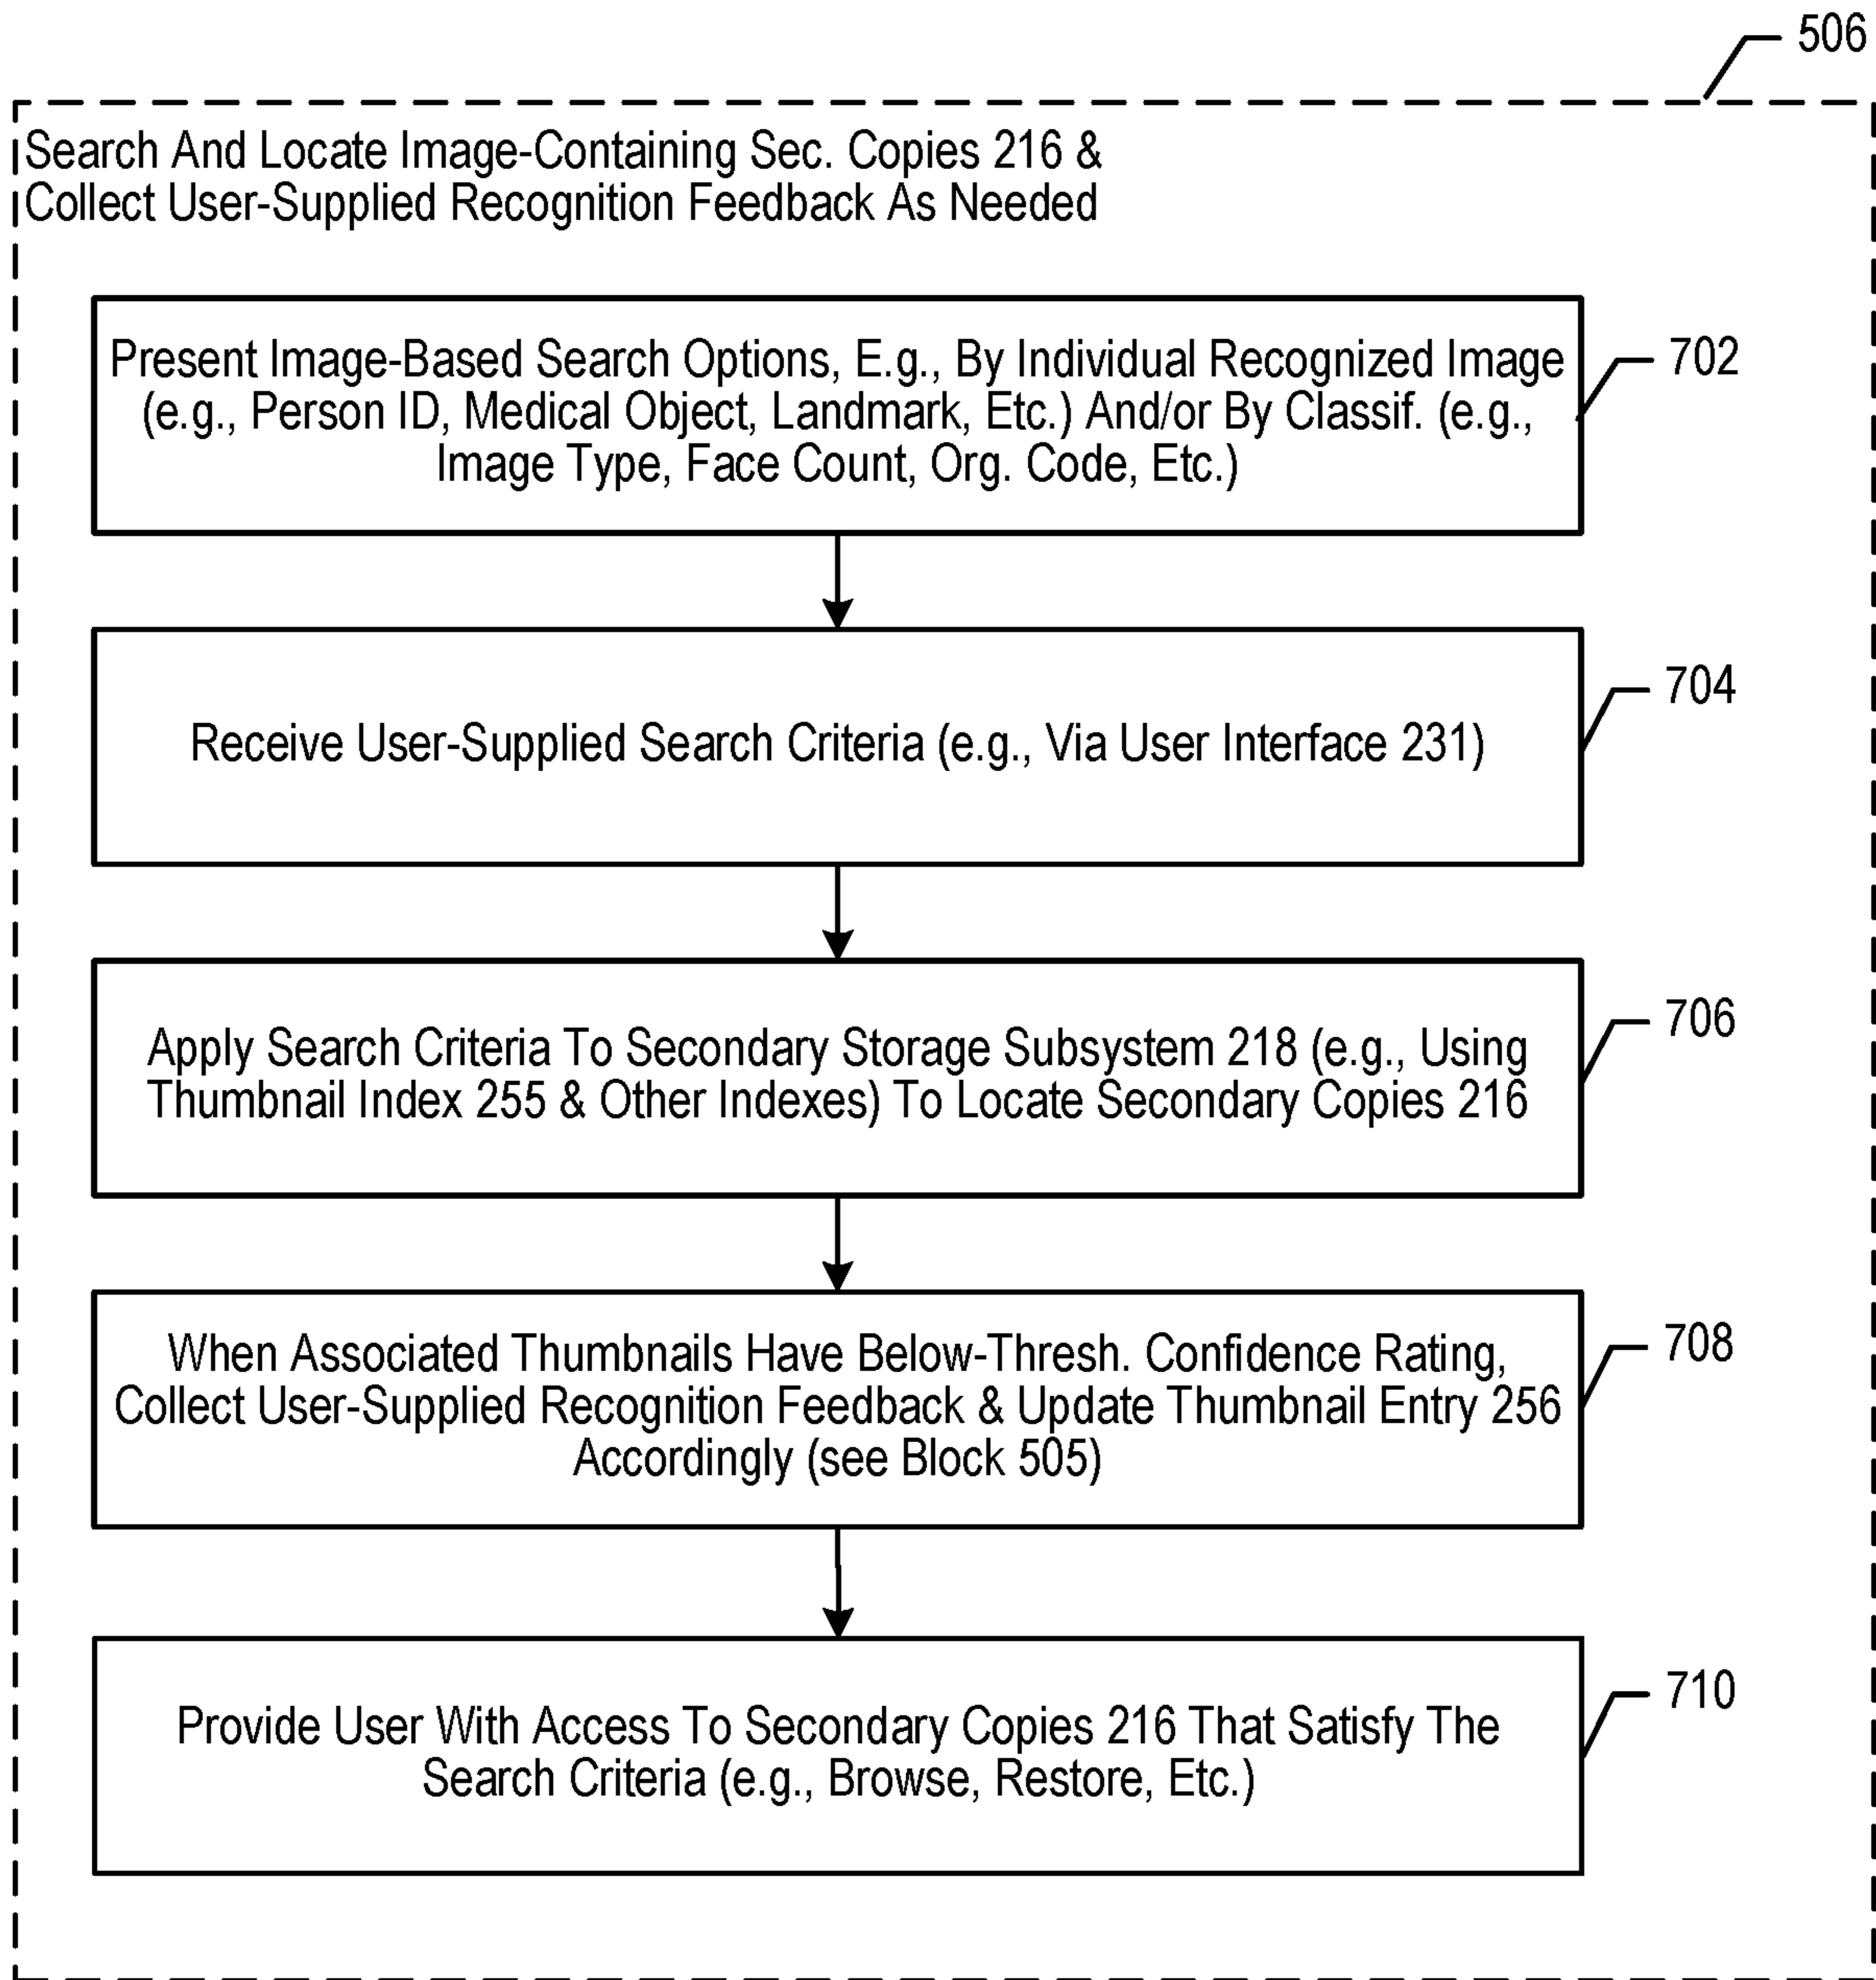 506
Search And Locate Image-Containing Sec. Copies 216 &
Collect User-Supplied Recognition Feedback As Needed
Present Image-Based Search Options, E.g., By Individual Recognized Image
(e.g., Person ID, Medical Object, Landmark, Etc.) And/or By Classif. (e.g.,
Image Type, Face Count, Org. Code, Etc.)
702
Receive User-Supplied Search Criteria (e.g., Via User Interface 231)
704
Apply Search Criteria To Secondary Storage Subsystem 218 (e.g., Using
Thumbnail Index 255 & Other Indexes) To Locate Secondary Copies 216
706
When Associated Thumbnails Have Below-Thresh. Confidence Rating,
Collect User-Supplied Recognition Feedback & Update Thumbnail Entry 256
Accordingly (see Block 505)
708
Provide User With Access To Secondary Copies 216 That Satisfy The
Search Criteria (e.g., Browse, Restore, Etc.)
710